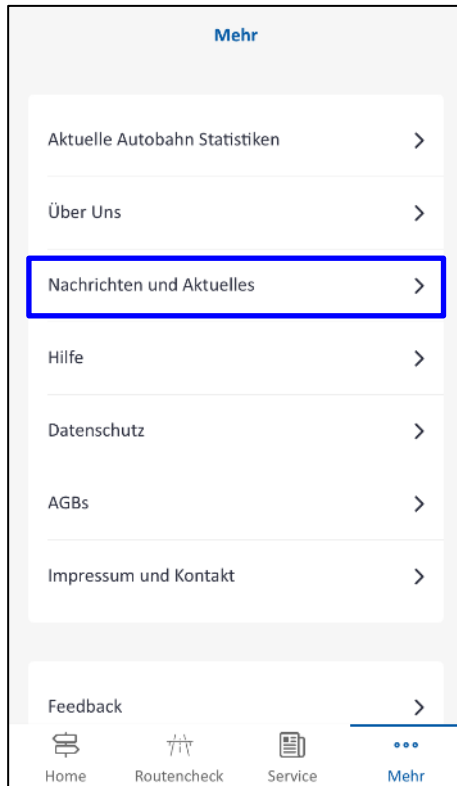 Mehr
Aktuelle Autobahn Statistiken
Über Uns
Nachrichten und Aktuelles
Hilfe
Datenschutz
AGBs
Impressum und Kontakt
Feedback
Home Routencheck Service Mehr